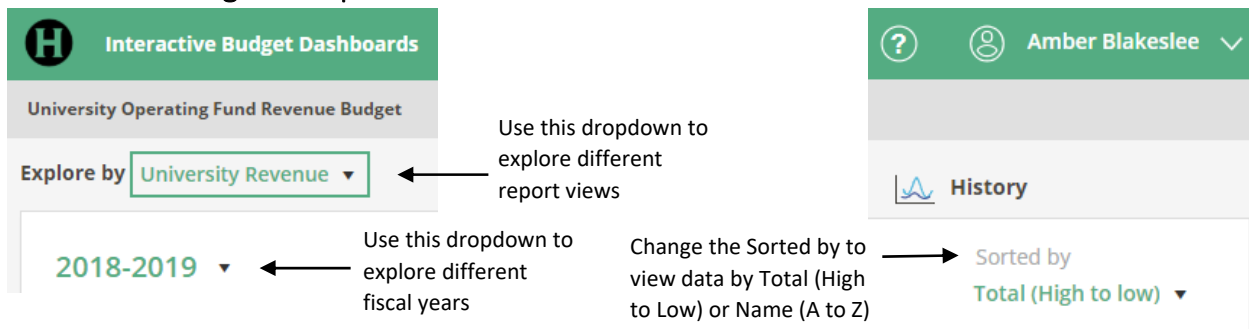 H Interactive Budget Dashboards
University Operating Fund Revenue Budget
Explore by University Revenue
2018-2019
Use this dropdown to
explore different
report views
Use this dropdown to
explore different
fiscal years
? Amber Blakeslee
History
Change the Sorted by to
view data by Total (High
to Low) or Name (A to Z)
Sorted by
Total (High to low)